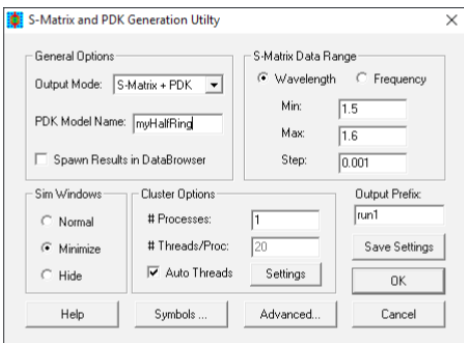 S-Matrix and PDK Generation Utilty
General Options
Output Mode: S-Matrix + PDK
PDK Model Name: myHalfRing
Spawn Results in DataBrowser
S-Matrix Data Range
Wavelength Frequency
Min: 1.5
Max: 1.6
Step: 0.001
Sim Windows
Normal
Minimize
Hide
Cluster Options
# Processes: 1
# Threads/Proc: 20
Auto Threads Settings
Output Prefix:
run1
Save Settings
OK
Help Symbols ... Advanced... Cancel